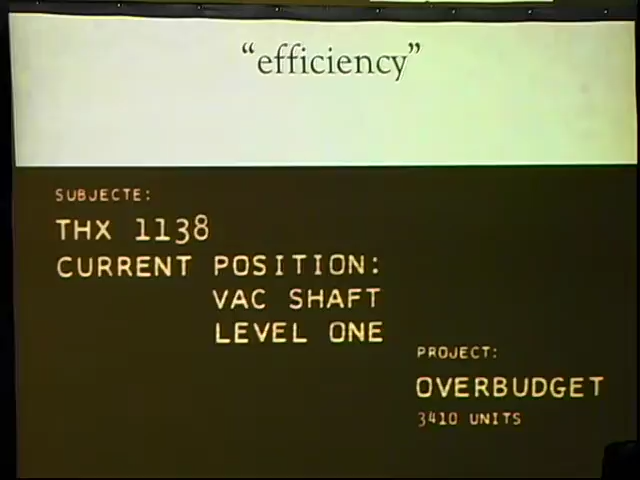 “efficiency”
SUBJECTE:
THX 1138
CURRENT POSITION:
VAC SHAFT
LEVEL ONE
PROJECT:
OVERBUDGET
3410 UNITS